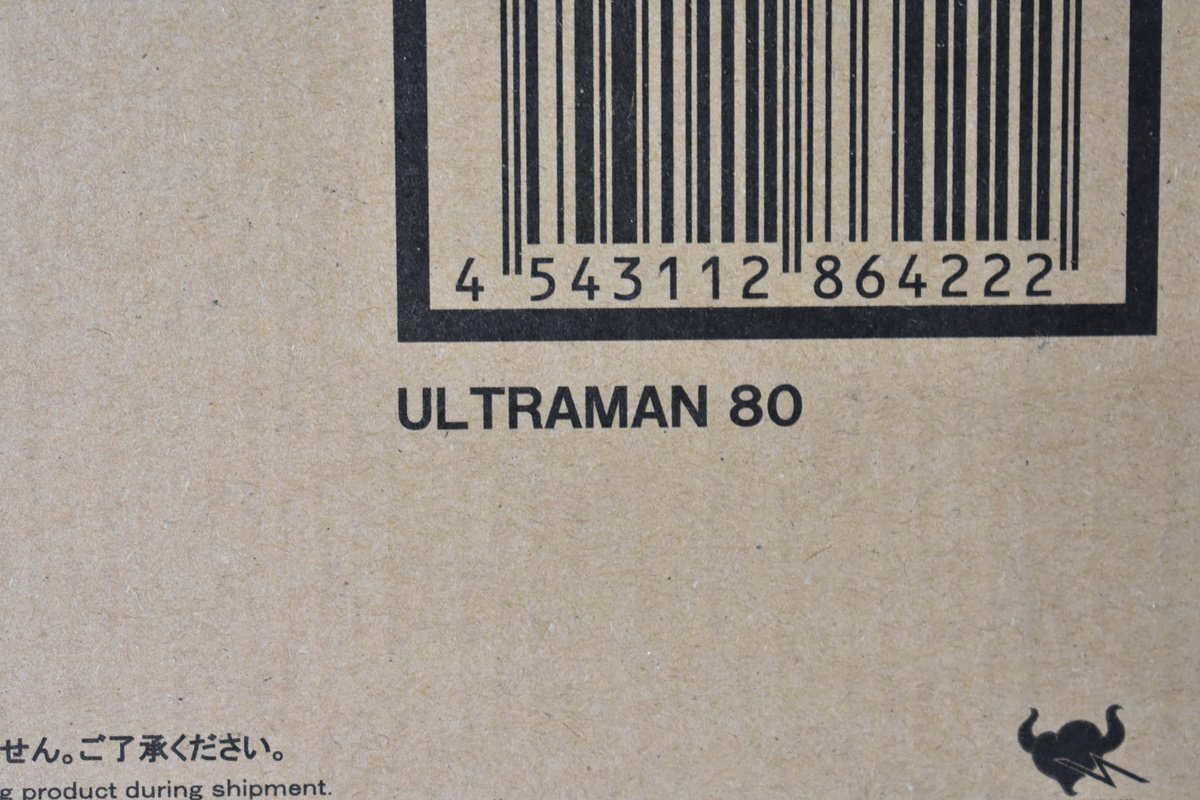 4 543112 864222
ULTRAMAN 80
せん。ご了承ください。
product during shipment.